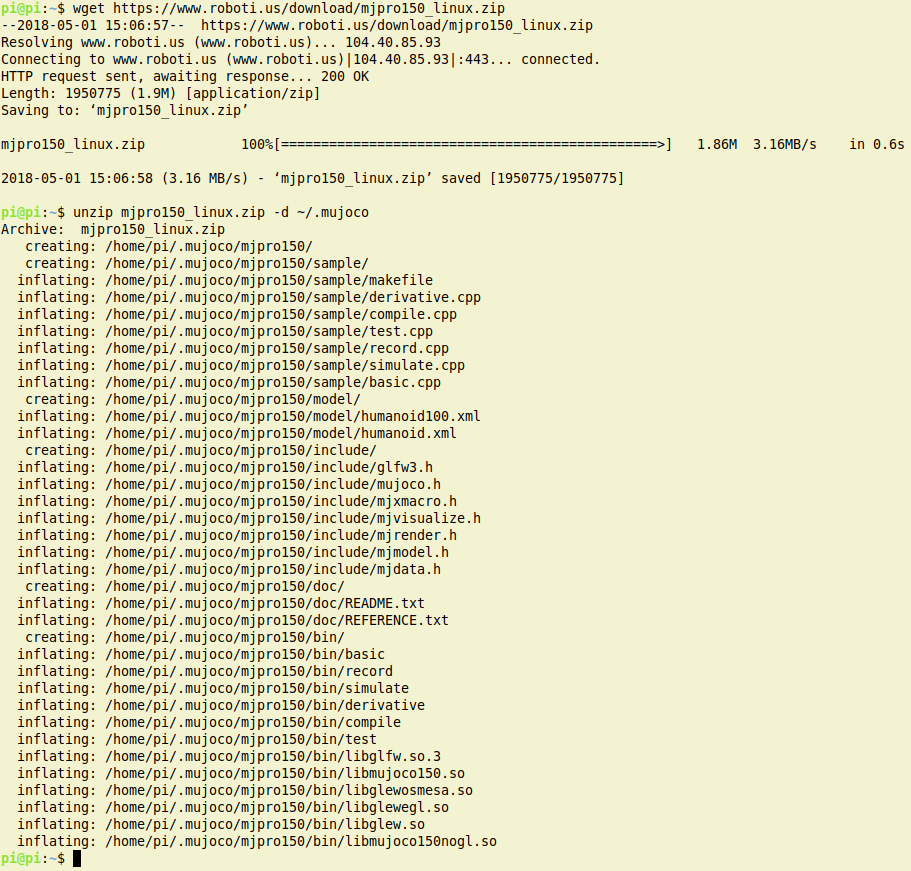 pi@pi:~$ wget https://www.roboti.us/download/mjpro150_linux.zip
--2018-05-01 15:06:57--  https://www.roboti.us/download/mjpro150_linux.zip
Resolving www.roboti.us (www.roboti.us)... 104.40.85.93
Connecting to www.roboti.us (www.roboti.us)|104.40.85.93|:443... connected.
HTTP request sent, awaiting response... 200 OK
Length: 1950775 (1.9M) [application/zip]
Saving to: ‘mjpro150_linux.zip’
mjpro150_linux.zip            100%[===============================================>]   1.86M  3.16MB/s    in 0.6s
2018-05-01 15:06:58 (3.16 MB/s) - ‘mjpro150_linux.zip’ saved [1950775/1950775]
pi@pi:~$ unzip mjpro150_linux.zip -d ~/.mujoco
Archive:  mjpro150_linux.zip
   creating: /home/pi/.mujoco/mjpro150/
   creating: /home/pi/.mujoco/mjpro150/sample/
  inflating: /home/pi/.mujoco/mjpro150/sample/makefile
  inflating: /home/pi/.mujoco/mjpro150/sample/derivative.cpp
  inflating: /home/pi/.mujoco/mjpro150/sample/compile.cpp
  inflating: /home/pi/.mujoco/mjpro150/sample/test.cpp
  inflating: /home/pi/.mujoco/mjpro150/sample/record.cpp
  inflating: /home/pi/.mujoco/mjpro150/sample/simulate.cpp
  inflating: /home/pi/.mujoco/mjpro150/sample/basic.cpp
   creating: /home/pi/.mujoco/mjpro150/model/
  inflating: /home/pi/.mujoco/mjpro150/model/humanoid100.xml
  inflating: /home/pi/.mujoco/mjpro150/model/humanoid.xml
   creating: /home/pi/.mujoco/mjpro150/include/
  inflating: /home/pi/.mujoco/mjpro150/include/glfw3.h
  inflating: /home/pi/.mujoco/mjpro150/include/mujoco.h
  inflating: /home/pi/.mujoco/mjpro150/include/mjxmacro.h
  inflating: /home/pi/.mujoco/mjpro150/include/mjvisualize.h
  inflating: /home/pi/.mujoco/mjpro150/include/mjrender.h
  inflating: /home/pi/.mujoco/mjpro150/include/mjmodel.h
  inflating: /home/pi/.mujoco/mjpro150/include/mjdata.h
   creating: /home/pi/.mujoco/mjpro150/doc/
  inflating: /home/pi/.mujoco/mjpro150/doc/README.txt
  inflating: /home/pi/.mujoco/mjpro150/doc/REFERENCE.txt
   creating: /home/pi/.mujoco/mjpro150/bin/
  inflating: /home/pi/.mujoco/mjpro150/bin/basic
  inflating: /home/pi/.mujoco/mjpro150/bin/record
  inflating: /home/pi/.mujoco/mjpro150/bin/simulate
  inflating: /home/pi/.mujoco/mjpro150/bin/derivative
  inflating: /home/pi/.mujoco/mjpro150/bin/compile
  inflating: /home/pi/.mujoco/mjpro150/bin/test
  inflating: /home/pi/.mujoco/mjpro150/bin/libglfw.so.3
  inflating: /home/pi/.mujoco/mjpro150/bin/libmujoco150.so
  inflating: /home/pi/.mujoco/mjpro150/bin/libglewosmesa.so
  inflating: /home/pi/.mujoco/mjpro150/bin/libglewegl.so
  inflating: /home/pi/.mujoco/mjpro150/bin/libglew.so
  inflating: /home/pi/.mujoco/mjpro150/bin/libmujoco150nogl.so
pi@pi:~$